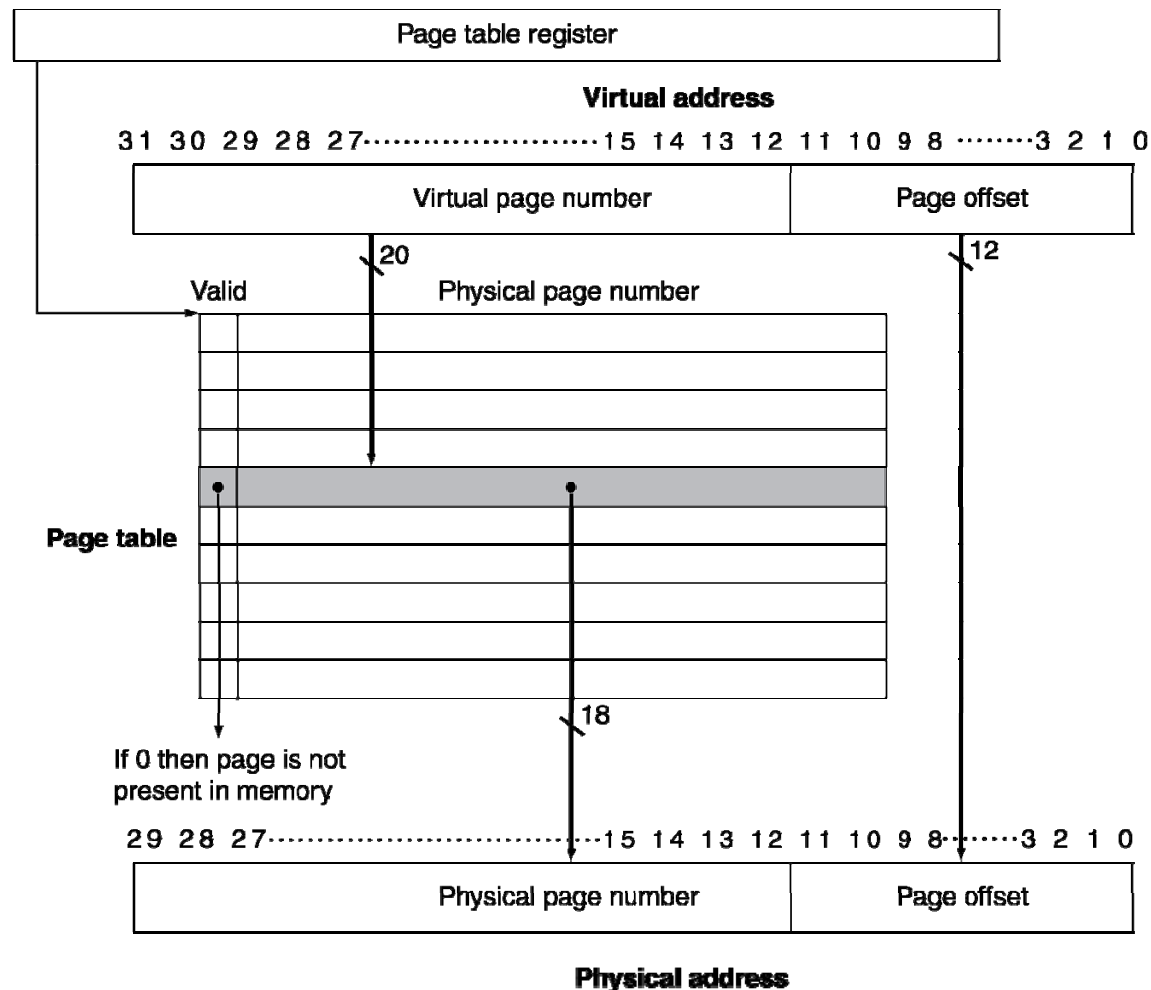 Page table register
Virtual address
31 30 29 28 27······················15 14 13 12 11 10 9 8 ········3 2 1 0
Virtual page number Page offset
20 12
Valid Physical page number
Page table
18
If 0 then page is not
present in memory
29 28 27································15 14 13 12 11 10 9 8········3 2 1 0
Physical page number Page offset
Physical address